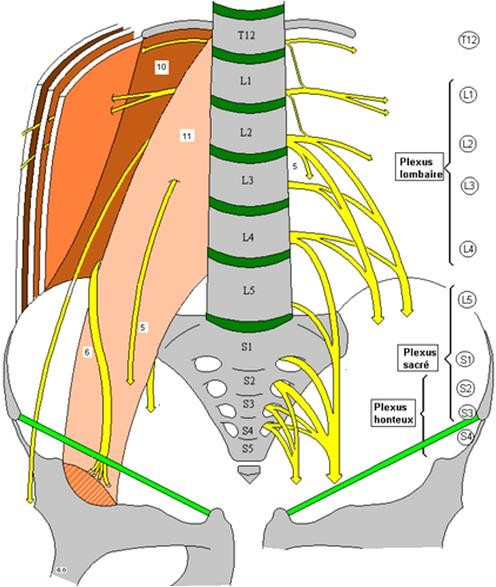 T12
T12
10
L1
L1
11
L2
L2
Plexus
lombaire
5
L3
L3
L4
L4
L5
L5
5
S1
6
Plexus
sacré
S1
S2
S2
S3
Plexus
honteux
S3
S4
S4
S5